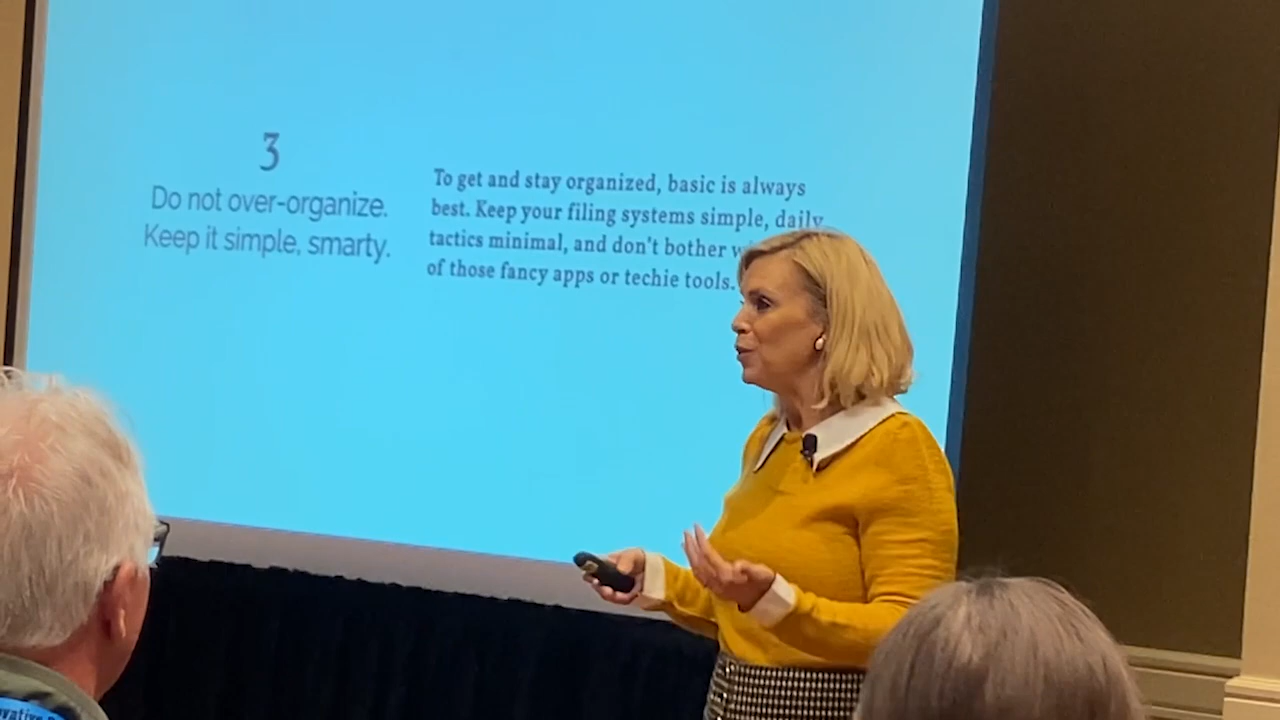 3
Do not over-organize.
Keep it simple, smarty.
To get and stay organized, basic is always
best. Keep your filing systems simple, daily
tactics minimal, and don't bother
of those fancy apps or techie tools.